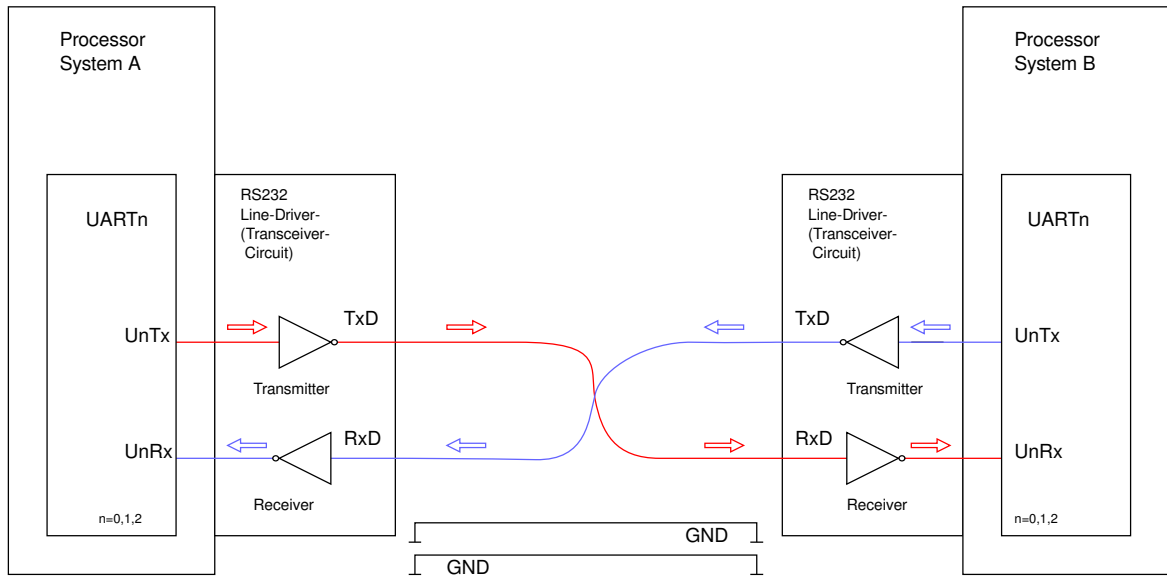 Processor
System A
UARTn
UnTx
UnRx
n=0,1,2
RS232
Line-Driver-
(Transceiver-
Circuit)
TxD
Transmitter
RxD
Receiver
GND
GND
RS232
Line-Driver-
(Transceiver-
Circuit)
TxD
Transmitter
RxD
Receiver
Processor
System B
UARTn
UnTx
UnRx
n=0,1,2